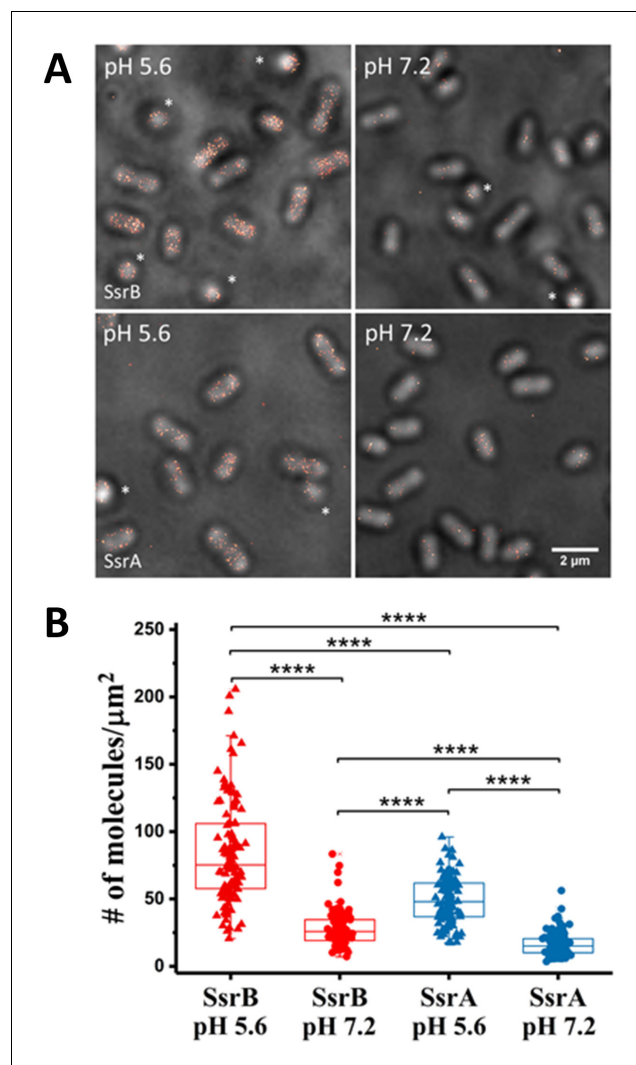 A
pH 5.6
pH 7.2
*
*
*
*
*
*
SsrB
pH 5.6
pH 7.2
*
*
SsrA
2 µm
B
****
****
****
****
****
****
250
200
150
100
50
0
# of molecules/µm²
SsrB
pH 5.6
SsrB
pH 7.2
SsrA
pH 5.6
SsrA
pH 7.2